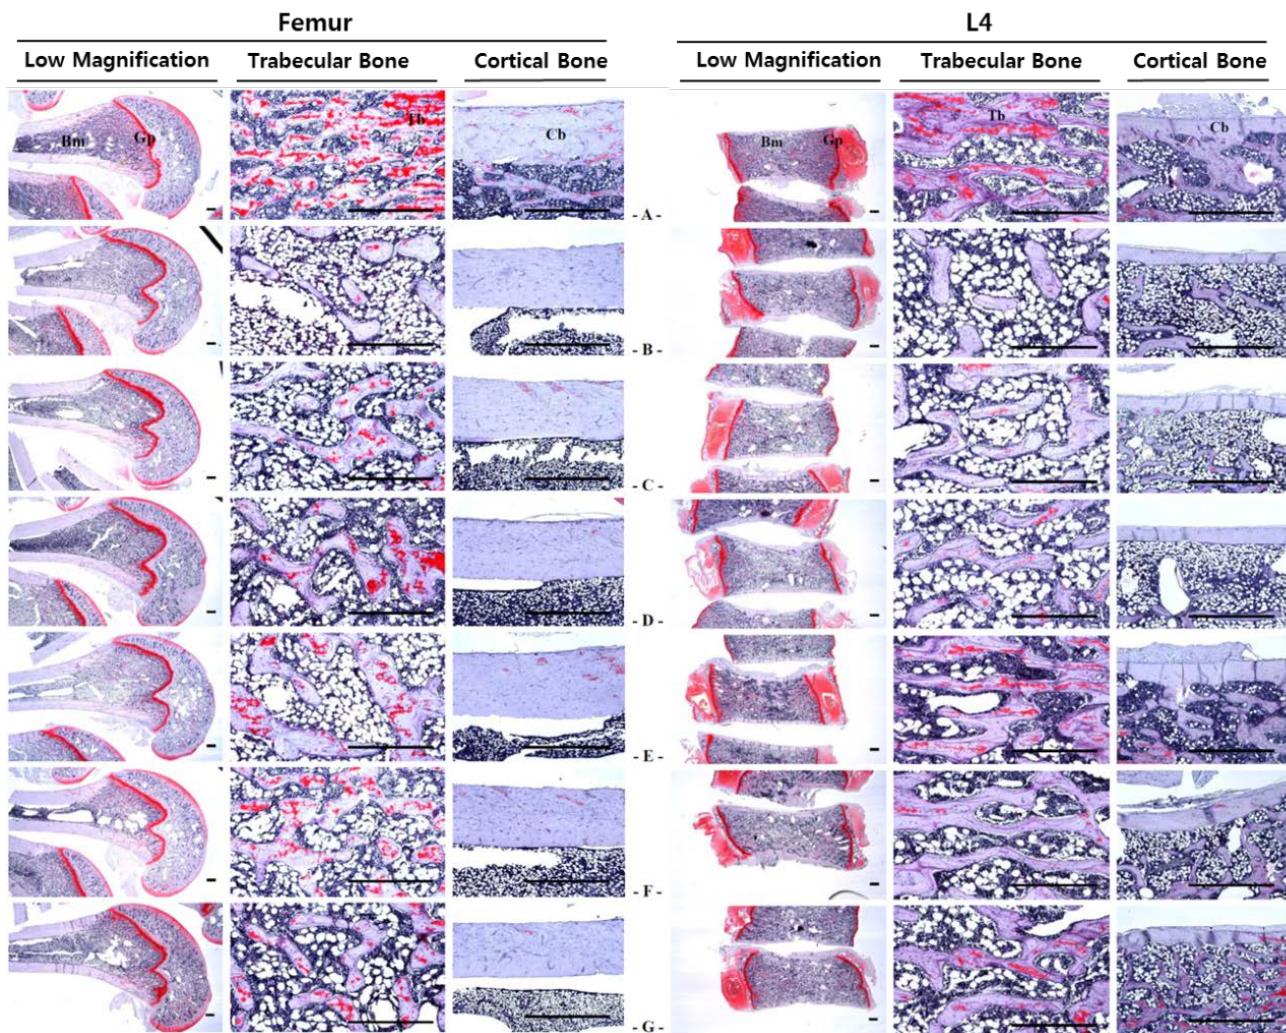 Femur L4
Low Magnification Trabecular Bone Cortical Bone Low Magnification Trabecular Bone Cortical Bone
Bm Gp Tb Cb Bm Gp Tb Cb
- A -
- B -
- C -
- D -
- E -
- F -
- G -